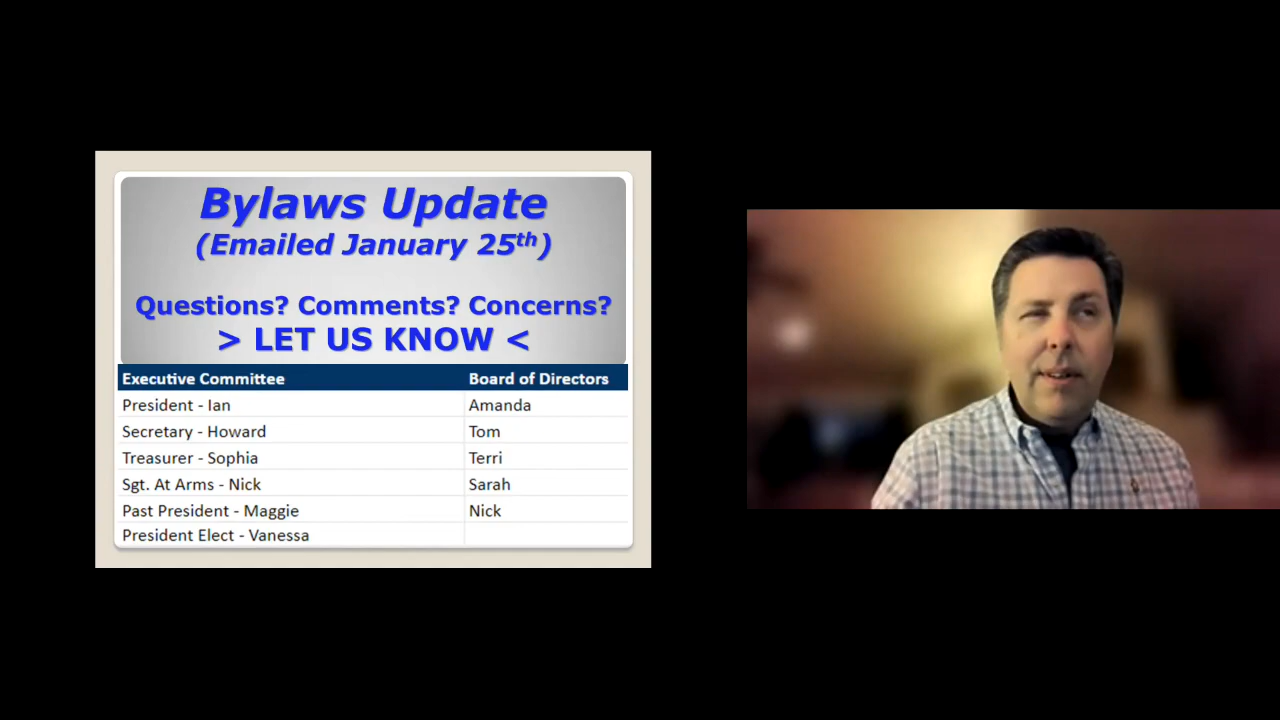 Bylaws Update
(Emailed January 25th)
Questions? Comments? Concerns?
> LET US KNOW <
Executive Committee Board of Directors
President - Ian Amanda
Secretary - Howard Tom
Treasurer - Sophia Terri
Sgt. At Arms - Nick Sarah
Past President - Maggie Nick
President Elect - Vanessa